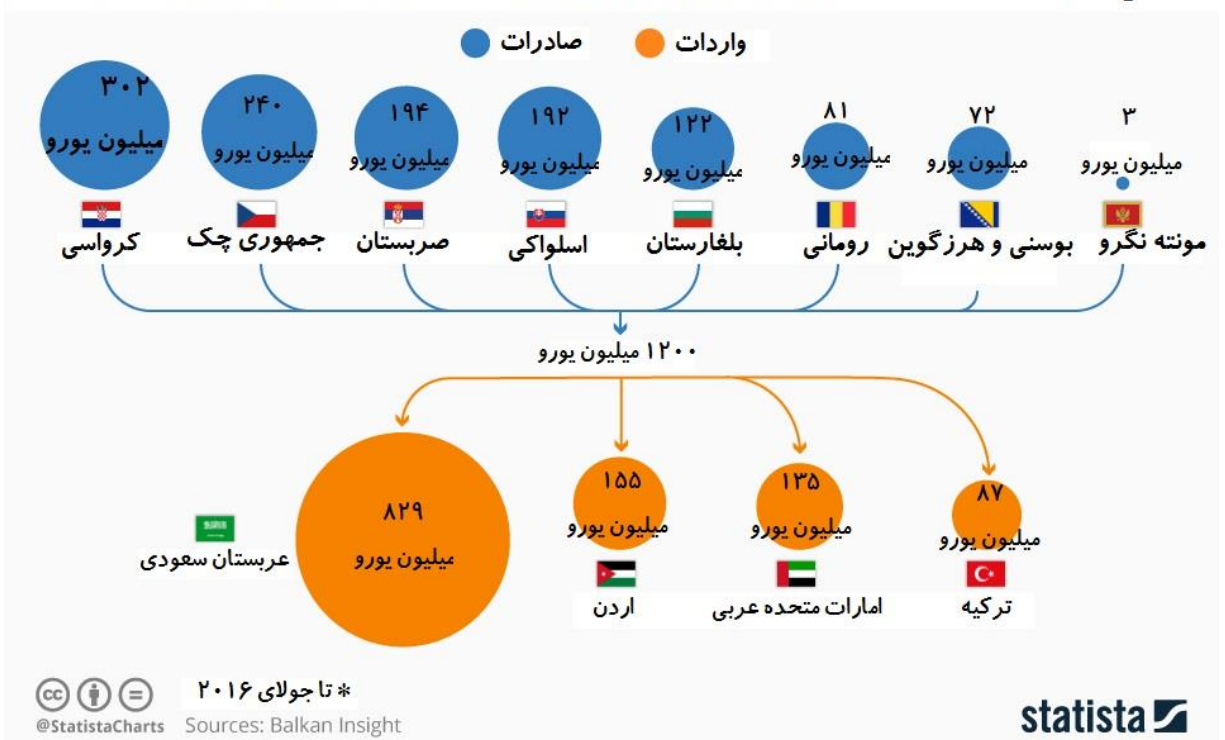 صادرات
واردات
۳۰۲
میلیون یورو
کرواسی
۲۴۰
میلیون یورو
جمهوری چک
۱۹۴
میلیون یورو
صربستان
۱۹۲
میلیون یورو
اسلواکی
۱۲۲
میلیون یورو
بلغارستان
۸۱
میلیون یورو
رومانی
۷۲
میلیون یورو
بوسنی و هرزگوین
۳
میلیون یورو
مونته نگرو
۱۲۰۰ میلیون یورو
۸۲۹
میلیون یورو
عربستان سعودی
۱۵۵
میلیون یورو
اردن
۱۳۵
میلیون یورو
امارات متحده عربی
۸۷
میلیون یورو
ترکیه
* تا جولای ۲۰۱۶
cc
@StatistaCharts Sources: Balkan Insight
statista